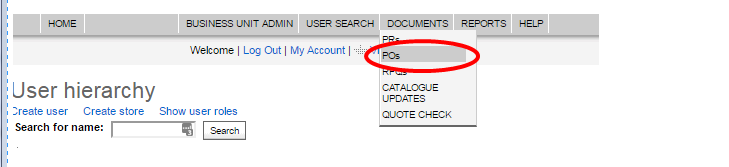 HOME BUSINESS UNIT ADMIN USER SEARCH DOCUMENTS REPORTS HELP
Welcome | Log Out | My Account |
PRs
POs
RFQs
CATALOGUE
UPDATES
QUOTE CHECK
User hierarchy
Create user Create store Show user roles
Search for name: Search